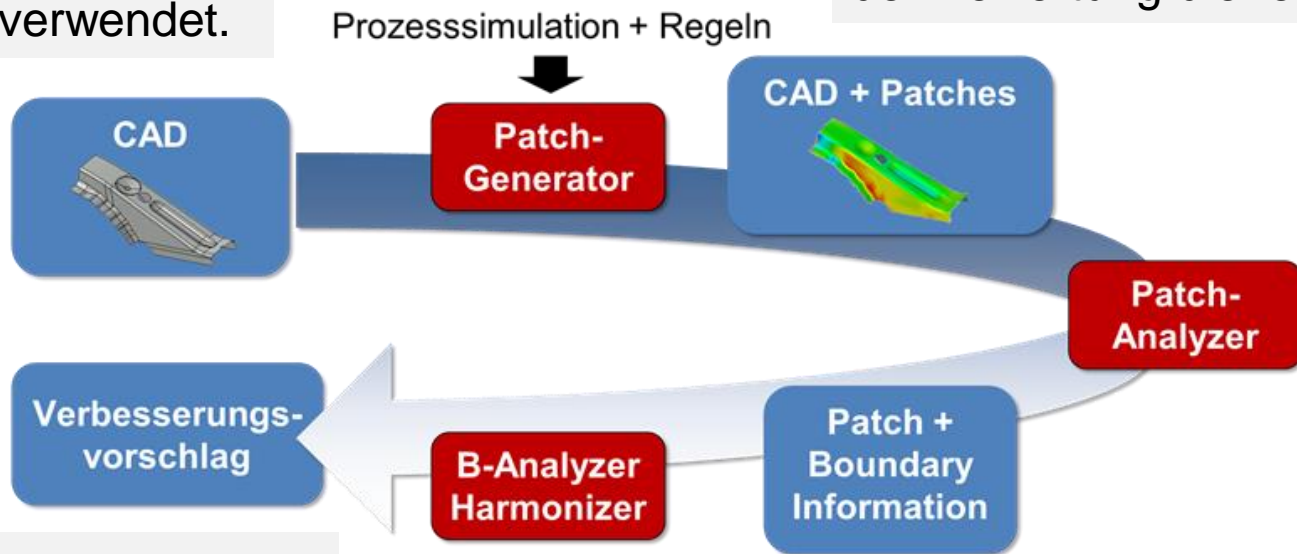 verwendet.
Prozesssimulation + Regeln
CAD
Patch-
Generator
CAD + Patches
Patch-
Analyzer
Verbesserungs-
vorschlag
B-Analyzer
Harmonizer
Patch +
Boundary
Information